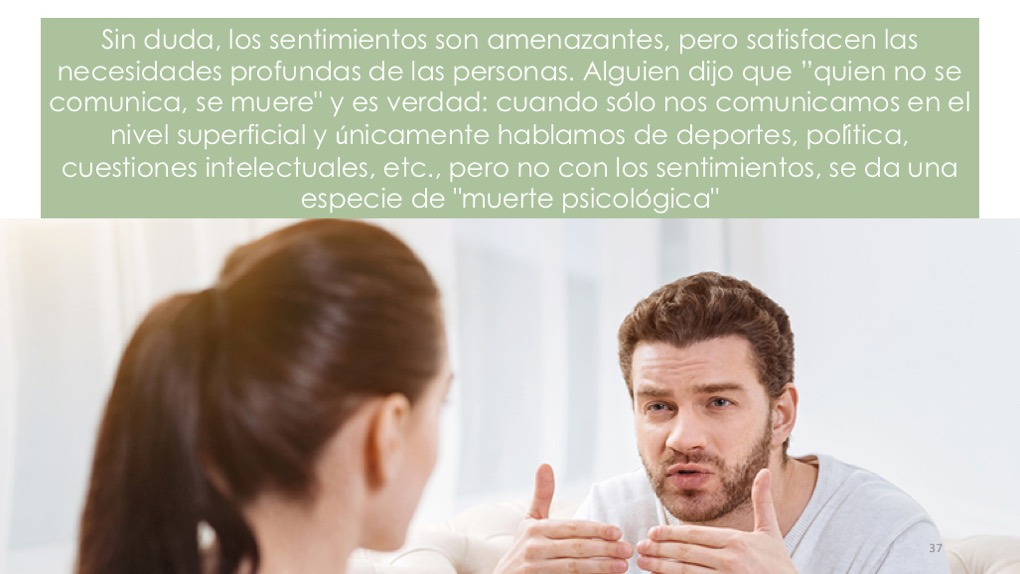 Sin duda, los sentimientos son amenazantes, pero satisfacen las
necesidades profundas de las personas. Alguien dijo que ”quien no se
comunica, se muere" y es verdad: cuando sólo nos comunicamos en el
nivel superficial y únicamente hablamos de deportes, política,
cuestiones intelectuales, etc., pero no con los sentimientos, se da una
especie de "muerte psicológica"
37